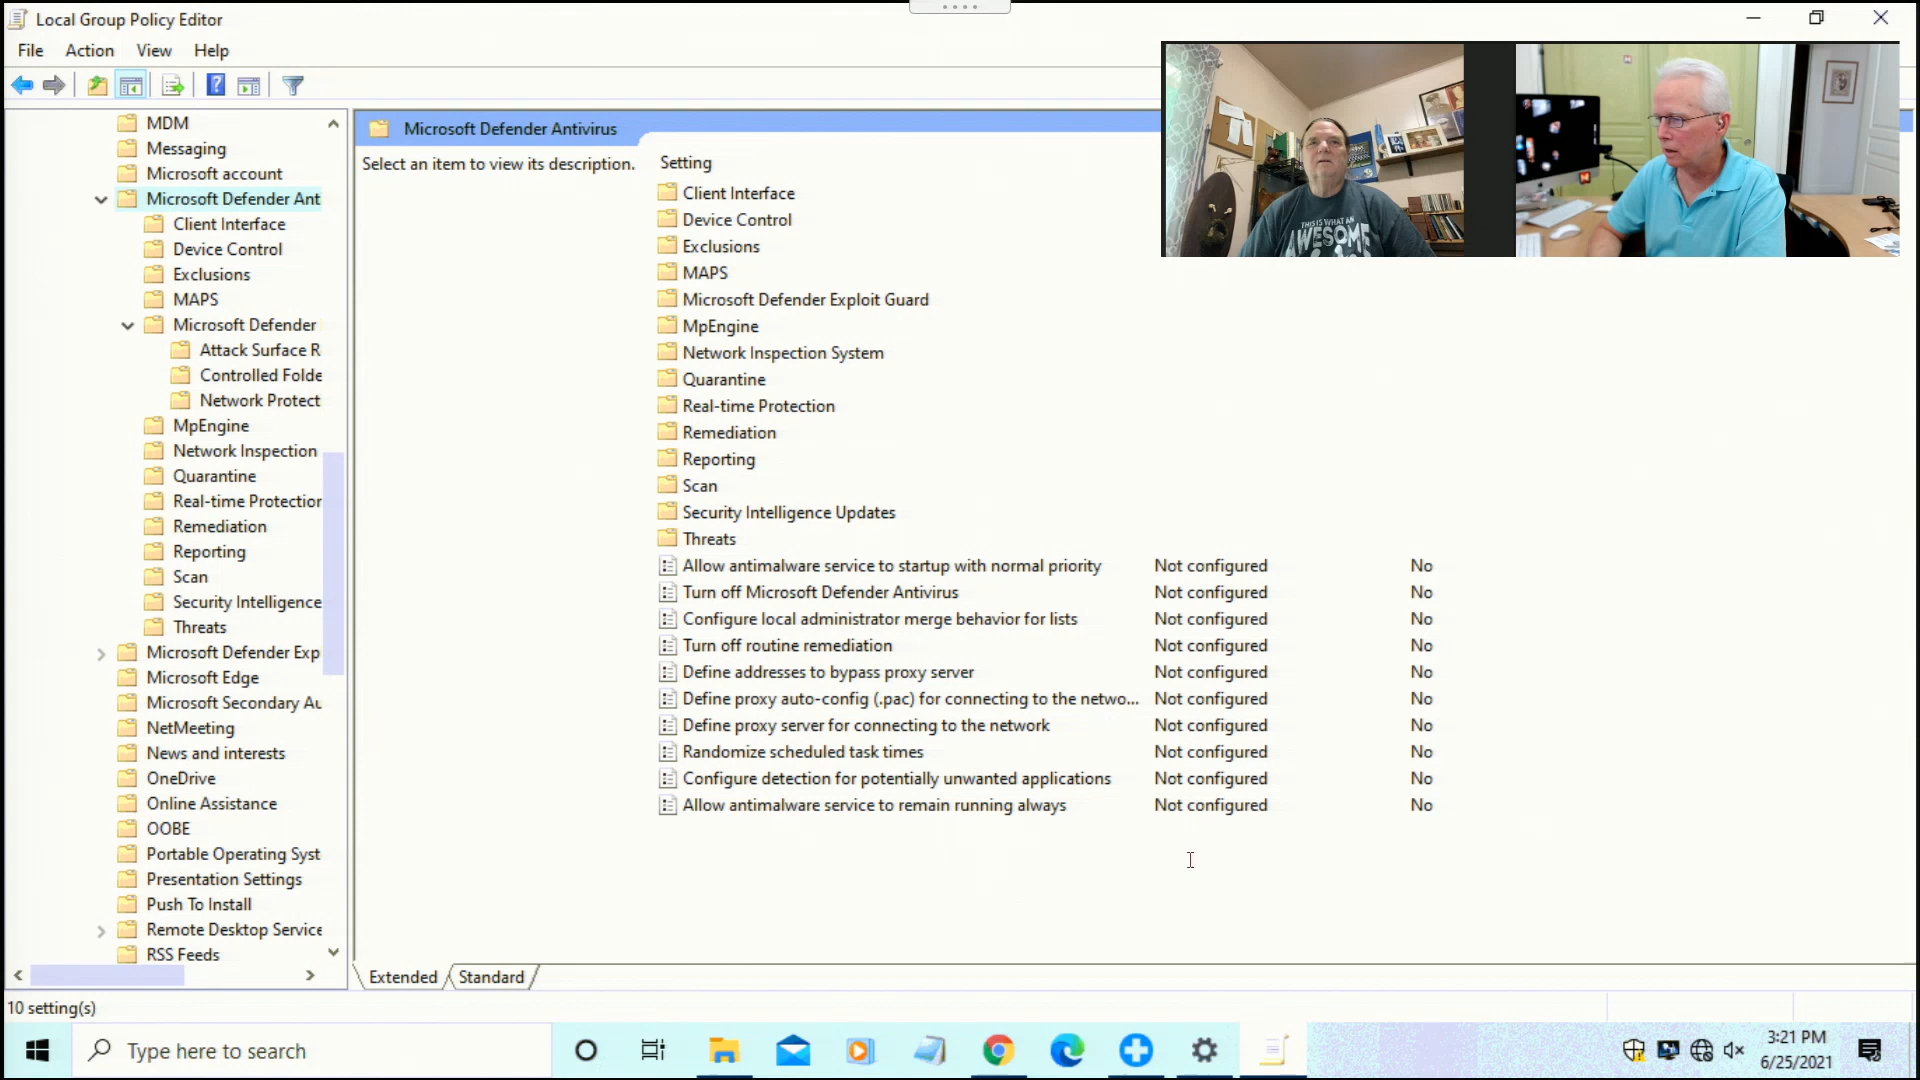 Local Group Policy Editor
File Action View Help
MDM
Messaging
Microsoft account
Microsoft Defender Ant
Client Interface
Device Control
Exclusions
MAPS
Microsoft Defender
Attack Surface R
Controlled Folde
Network Protect
MpEngine
Network Inspection
Quarantine
Real-time Protection
Remediation
Reporting
Scan
Security Intelligence
Threats
Microsoft Defender Exp
Microsoft Edge
Microsoft Secondary Au
NetMeeting
News and interests
OneDrive
Online Assistance
OOBE
Portable Operating Syst
Presentation Settings
Push To Install
Remote Desktop Service
RSS Feeds
Microsoft Defender Antivirus
Select an item to view its description.
Setting
Client Interface
Device Control
Exclusions
MAPS
Microsoft Defender Exploit Guard
MpEngine
Network Inspection System
Quarantine
Real-time Protection
Remediation
Reporting
Scan
Security Intelligence Updates
Threats
Allow antimalware service to startup with normal priority Not configured No
Turn off Microsoft Defender Antivirus Not configured No
Configure local administrator merge behavior for lists Not configured No
Turn off routine remediation Not configured No
Define addresses to bypass proxy server Not configured No
Define proxy auto-config (.pac) for connecting to the netwo... Not configured No
Define proxy server for connecting to the network Not configured No
Randomize scheduled task times Not configured No
Configure detection for potentially unwanted applications Not configured No
Allow antimalware service to remain running always Not configured No
THIS IS WHAT AN
AWESOME
Extended Standard
10 setting(s)
Type here to search
3:21 PM
6/25/2021